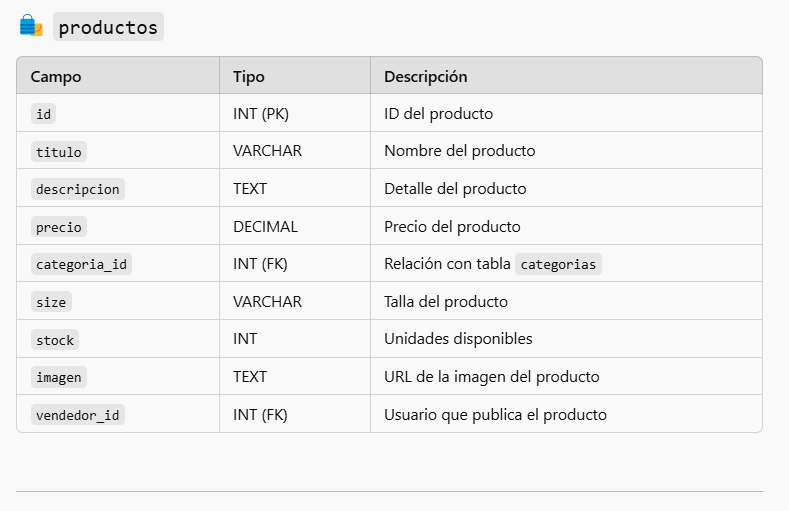 productos
Campo Tipo Descripción
id INT (PK) ID del producto
titulo VARCHAR Nombre del producto
descripcion TEXT Detalle del producto
precio DECIMAL Precio del producto
categoria_id INT (FK) Relación con tabla categorias
size VARCHAR Talla del producto
stock INT Unidades disponibles
imagen TEXT URL de la imagen del producto
vendedor_id INT (FK) Usuario que publica el producto